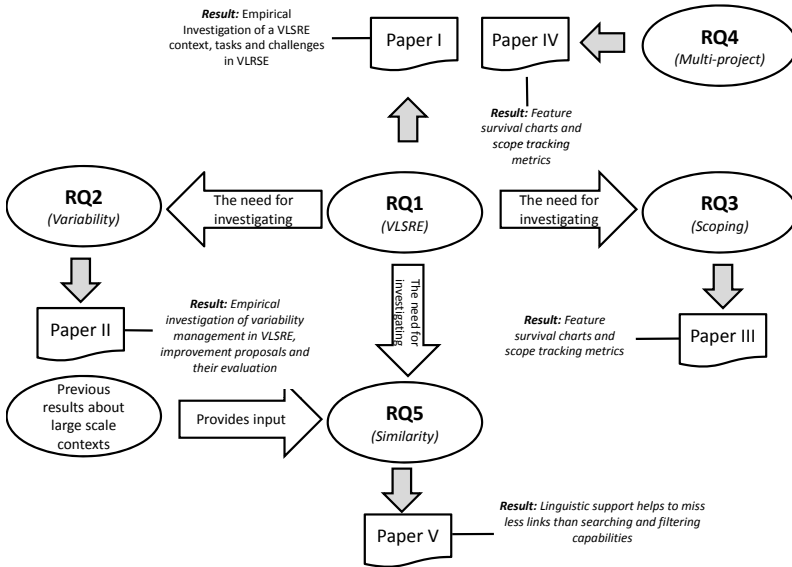 Result: Empirical
Investigation of a VLSRE
context, tasks and challenges
in VLRSE
Paper I
Paper IV
RQ4
(Multi-project)
Result: Feature
survival charts and
scope tracking
metrics
RQ2
(Variability)
The need for
investigating
RQ1
(VLSRE)
The need for
investigating
RQ3
(Scoping)
The need for
investigating
Paper II
Result: Empirical
investigation of variability
management in VLSRE,
improvement proposals and
their evaluation
Result: Feature
survival charts and
scope tracking metrics
Paper III
Previous
results about
large scale
contexts
Provides input
RQ5
(Similarity)
Paper V
Result: Linguistic support helps to miss
less links than searching and filtering
capabilities